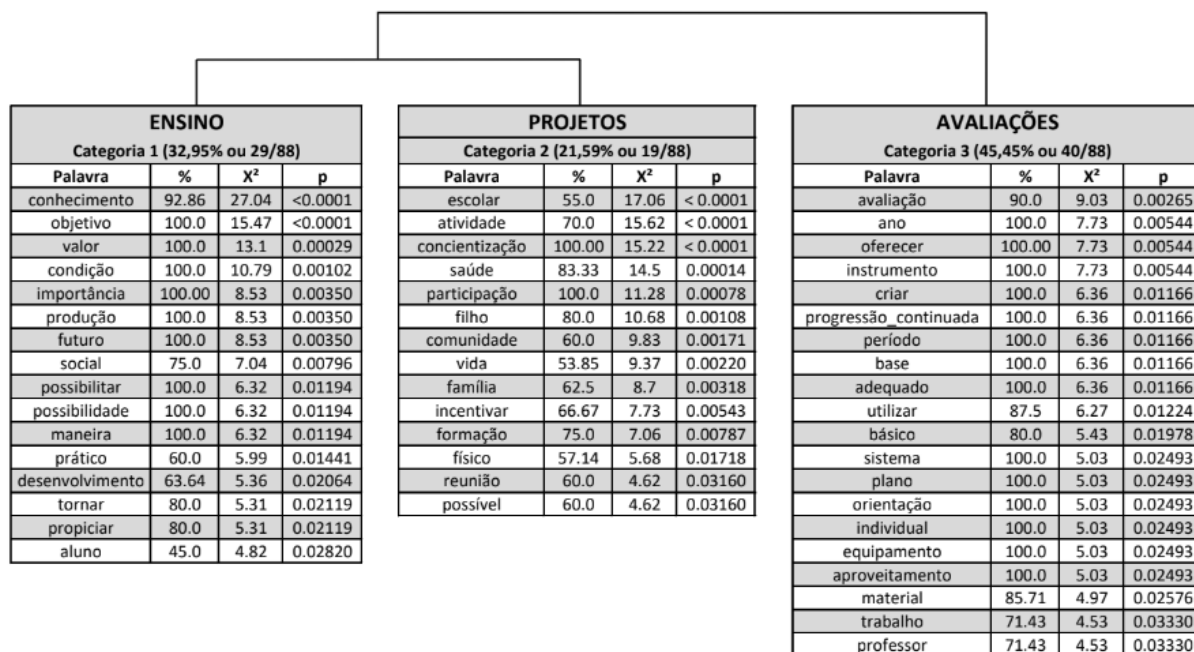 ENSINO
Categoria 1 (32,95% ou 29/88)
Palavra % X² p
conhecimento 92.86 27.04 <0.0001
objetivo 100.0 15.47 <0.0001
valor 100.0 13.1 0.00029
condição 100.0 10.79 0.00102
importância 100.00 8.53 0.00350
produção 100.0 8.53 0.00350
futuro 100.0 8.53 0.00350
social 75.0 7.04 0.00796
possibilitar 100.0 6.32 0.01194
possibilidade 100.0 6.32 0.01194
maneira 100.0 6.32 0.01194
prático 60.0 5.99 0.01441
desenvolvimento 63.64 5.36 0.02064
tornar 80.0 5.31 0.02119
propiciar 80.0 5.31 0.02119
aluno 45.0 4.82 0.02820
PROJETOS
Categoria 2 (21,59% ou 19/88)
Palavra % X² p
escolar 55.0 17.06 < 0.0001
atividade 70.0 15.62 < 0.0001
concientização 100.00 15.22 < 0.0001
saúde 83.33 14.5 0.00014
participação 100.0 11.28 0.00078
filho 80.0 10.68 0.00108
comunidade 60.0 9.83 0.00171
vida 53.85 9.37 0.00220
família 62.5 8.7 0.00318
incentivar 66.67 7.73 0.00543
formação 75.0 7.06 0.00787
físico 57.14 5.68 0.01718
reunião 60.0 4.62 0.03160
possível 60.0 4.62 0.03160
AVALIAÇÕES
Categoria 3 (45,45% ou 40/88)
Palavra % X² p
avaliação 90.0 9.03 0.00265
ano 100.0 7.73 0.00544
oferecer 100.00 7.73 0.00544
instrumento 100.0 7.73 0.00544
criar 100.0 6.36 0.01166
progressão_continuada 100.0 6.36 0.01166
período 100.0 6.36 0.01166
base 100.0 6.36 0.01166
adequado 100.0 6.36 0.01166
utilizar 87.5 6.27 0.01224
básico 80.0 5.43 0.01978
sistema 100.0 5.03 0.02493
plano 100.0 5.03 0.02493
orientação 100.0 5.03 0.02493
individual 100.0 5.03 0.02493
equipamento 100.0 5.03 0.02493
aproveitamento 100.0 5.03 0.02493
material 85.71 4.97 0.02576
trabalho 71.43 4.53 0.03330
professor 71.43 4.53 0.03330